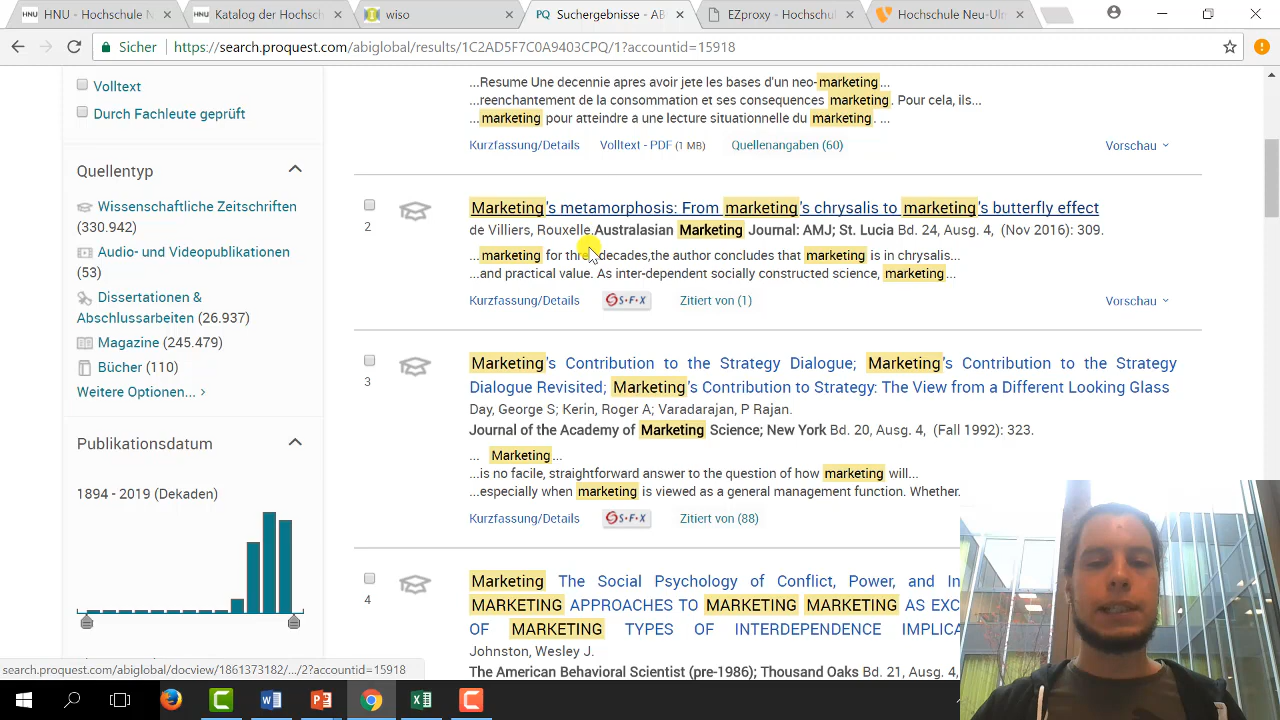 HNU - Hochschule N
Katalog der Hochsch
wiso
Suchergebnisse - AB
EZproxy - Hochschul
Hochschule Neu-Ulm
Sicher
https://search.proquest.com/abiglobal/results/1C2AD5F7C0A9403CPQ/1?accountid=15918
Volltext
Durch Fachleute geprüft
Quellentyp
Wissenschaftliche Zeitschriften
(330.942)
Audio- und Videopublikationen
(53)
Dissertationen &
Abschlussarbeiten (26.937)
Magazine (245.479)
Bücher (110)
Weitere Optionen... >
Publikationsdatum
1894 - 2019 (Dekaden)
...Resume Une decennie apres avoir jete les bases d'un neo-marketing...
...reenchantement de la consommation et ses consequences marketing. Pour cela, ils...
...marketing pour atteindre a une lecture situationnelle du marketing. ...
Kurzfassung/Details Volltext - PDF (1 MB) Quellenangaben (60) Vorschau
2
Marketing's metamorphosis: From marketing's chrysalis to marketing's butterfly effect
de Villiers, Rouxelle.Australasian Marketing Journal: AMJ; St. Lucia Bd. 24, Ausg. 4, (Nov 2016): 309.
...marketing for three decades,the author concludes that marketing is in chrysalis...
...and practical value. As inter-dependent socially constructed science, marketing...
Kurzfassung/Details S·F·X Zitiert von (1) Vorschau
3
Marketing's Contribution to the Strategy Dialogue; Marketing's Contribution to the Strategy
Dialogue Revisited; Marketing's Contribution to Strategy: The View from a Different Looking Glass
Day, George S; Kerin, Roger A; Varadarajan, P Rajan.
Journal of the Academy of Marketing Science; New York Bd. 20, Ausg. 4, (Fall 1992): 323.
... Marketing...
...is no facile, straightforward answer to the question of how marketing will...
...especially when marketing is viewed as a general management function. Whether.
Kurzfassung/Details S·F·X Zitiert von (88)
4
Marketing The Social Psychology of Conflict, Power, and In
MARKETING APPROACHES TO MARKETING MARKETING AS EXC
OF MARKETING TYPES OF INTERDEPENDENCE IMPLICA
Johnston, Wesley J.
The American Behavioral Scientist (pre-1986); Thousand Oaks Bd. 21, Ausg. 4,
search.proquest.com/abiglobal/docview/1861373182/.../2?accountid=15918